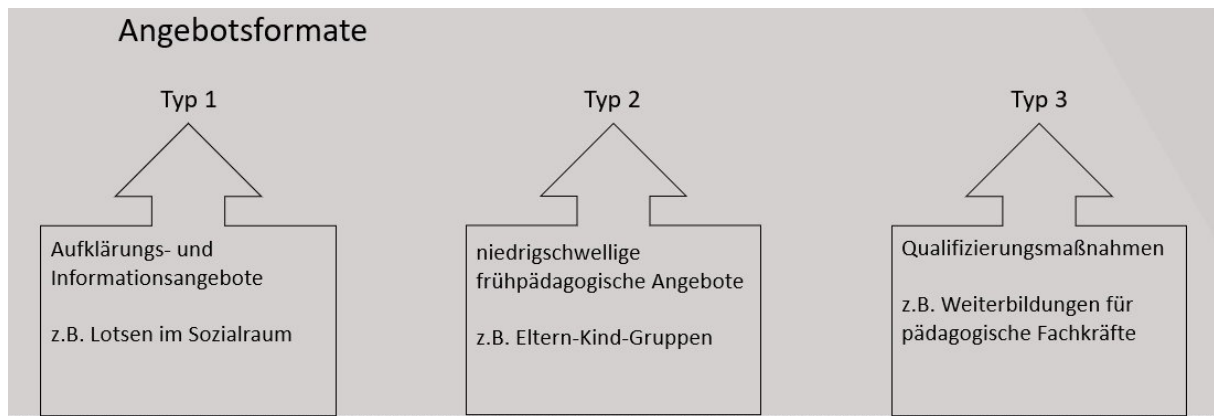 Angebotsformate
Typ 1
Aufklärungs- und
Informationsangebote
z.B. Lotsen im Sozialraum
Typ 2
niedrigschwellige
frühpädagogische Angebote
z.B. Eltern-Kind-Gruppen
Typ 3
Qualifizierungsmaßnahmen
z.B. Weiterbildungen für
pädagogische Fachkräfte